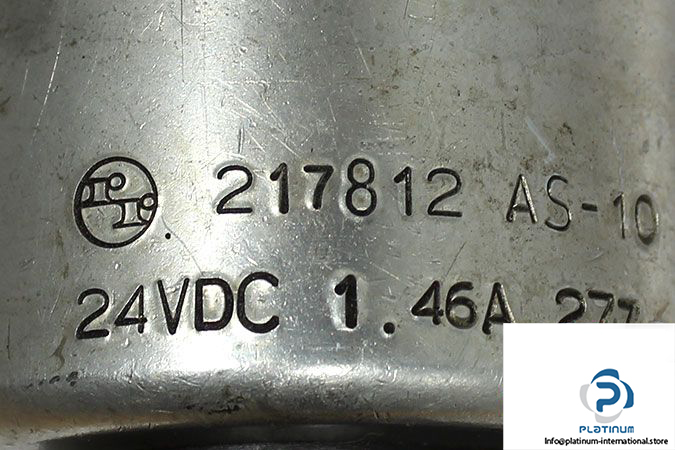 217812 AS-10
24VDC 1.46A
PLATINUM
Info@platinum-international.store